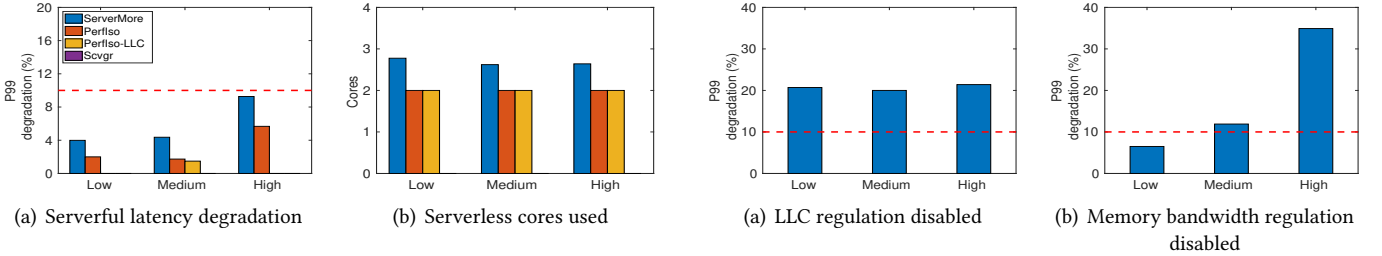 P99
degradation (%)
20
16
12
8
4
0
ServerMore
PerfIso
PerfIso-LLC
Scvgr
Low
Medium
High
(a) Serverful latency degradation
Cores
4
3
2
1
0
Low
Medium
High
(b) Serverless cores used
P99
degradation (%)
40
30
20
10
0
Low
Medium
High
(a) LLC regulation disabled
P99
degradation (%)
40
30
20
10
0
Low
Medium
High
(b) Memory bandwidth regulation
disabled